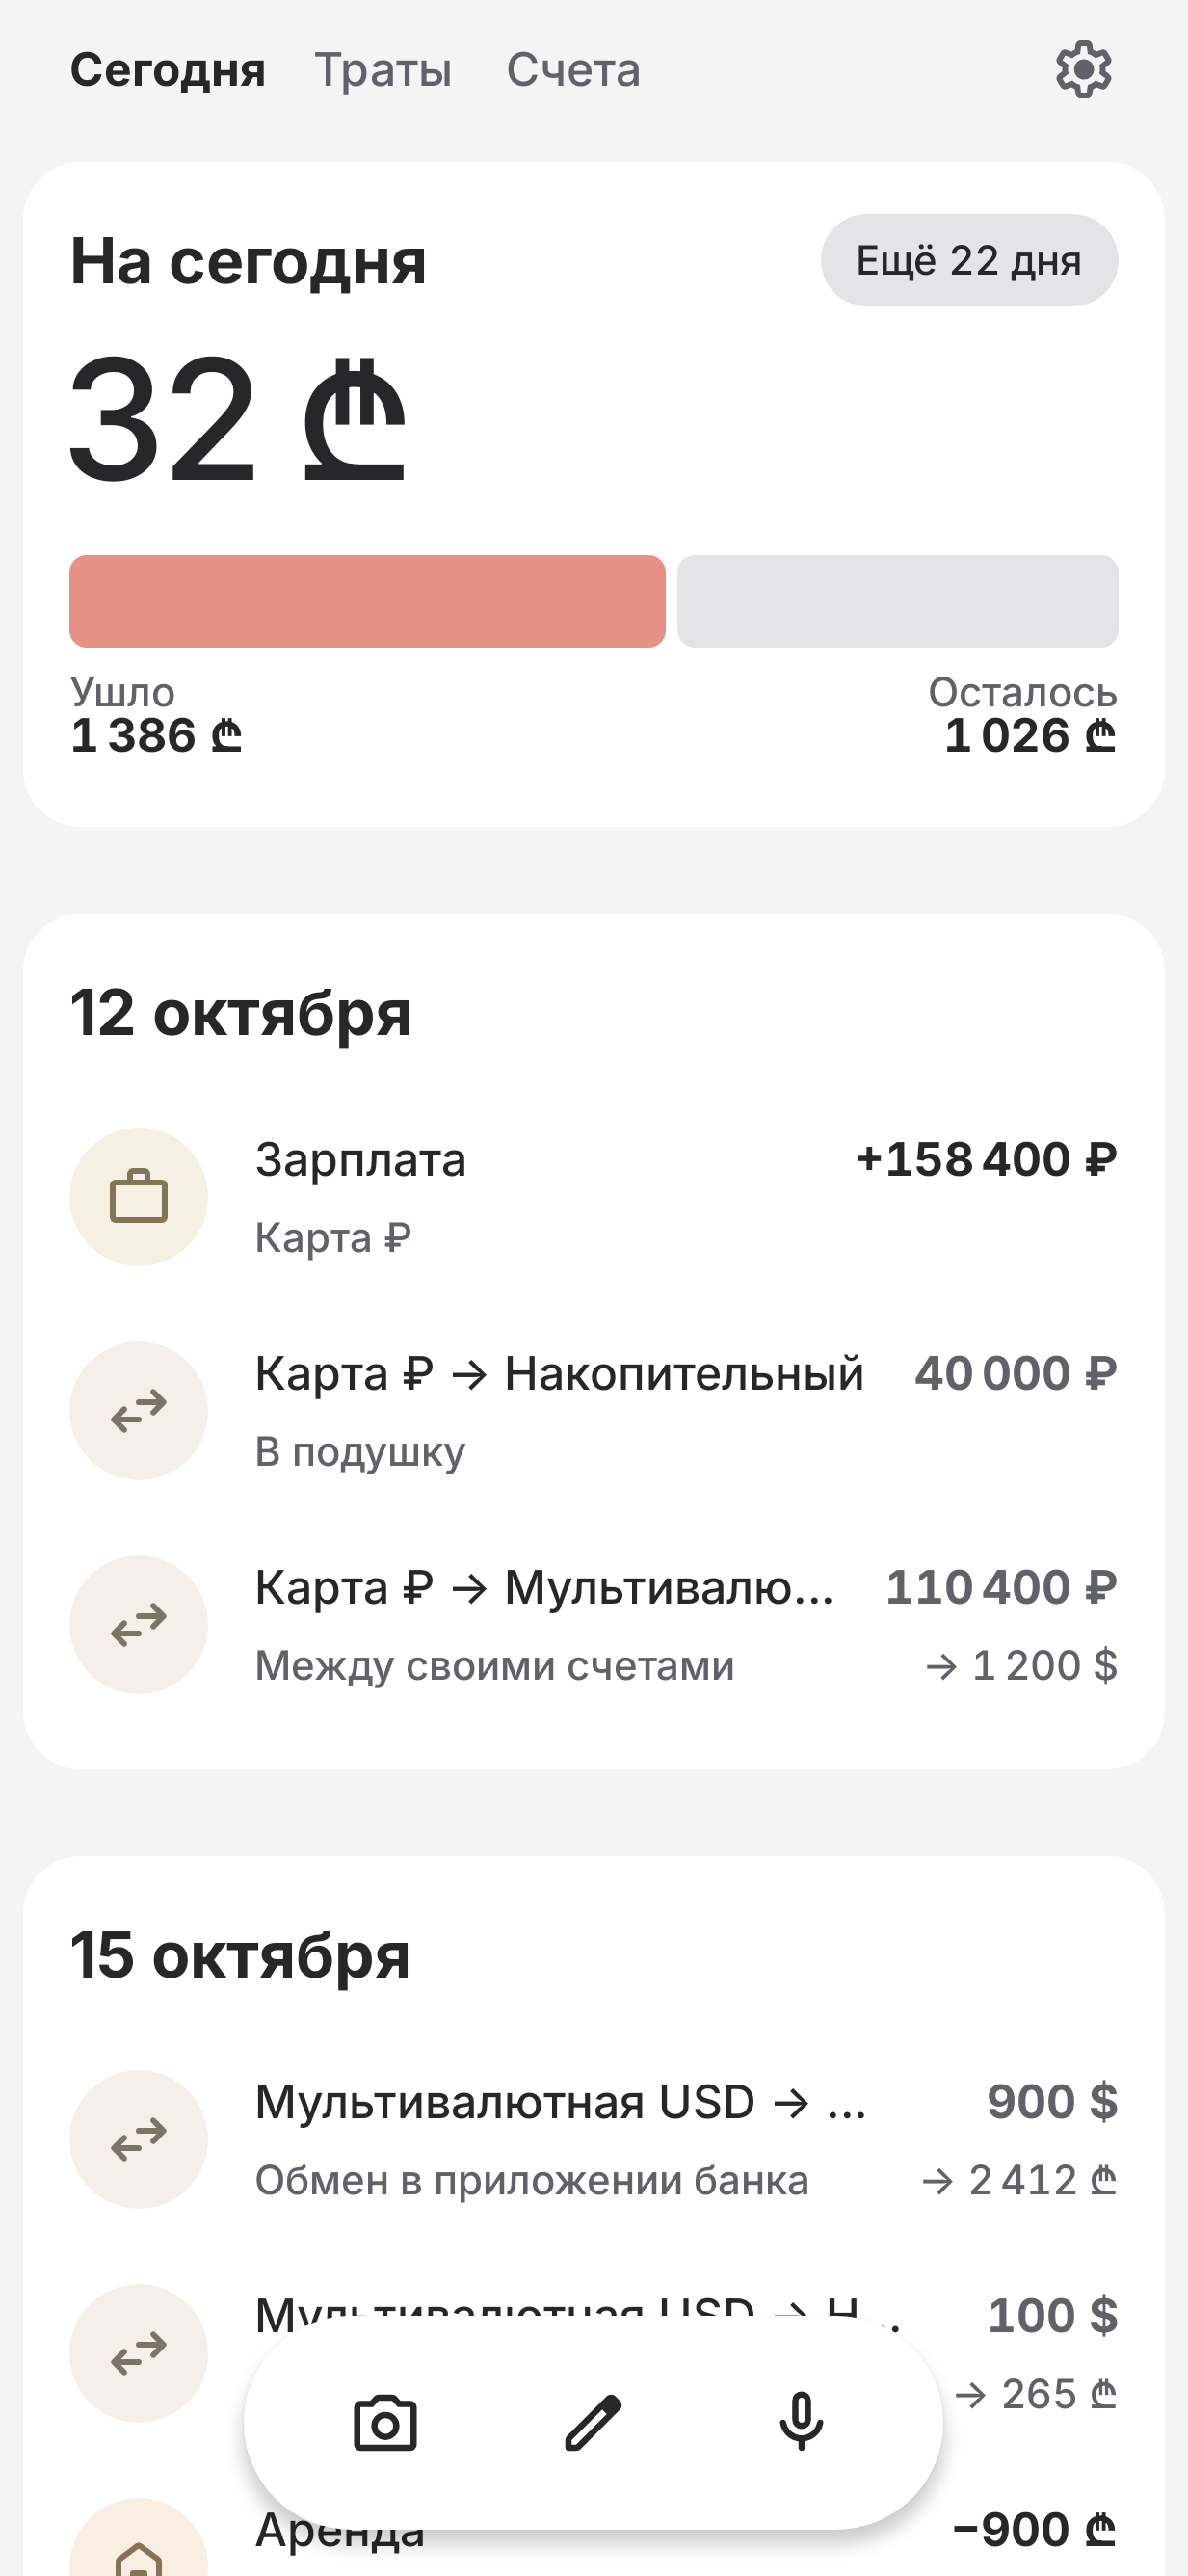 Сегодня Траты Счета
На сегодня
Ещё 22 дня
32 ₾
Ушло
Осталось
1 386 ₾
1 026 ₾
12 октября
Зарплата
+158 400 ₽
Карта ₽
Карта ₽ → Накопительный
40 000 ₽
В подушку
Карта ₽ → Мультивалю...
110 400 ₽
Между своими счетами
→ 1 200 $
15 октября
Мультивалютная USD → ...
900 $
Обмен в приложении банка
→ 2 412 ₾
Мультивалютная USD → Н...
100 $
→ 265 ₾
Аренда
−900 ₾